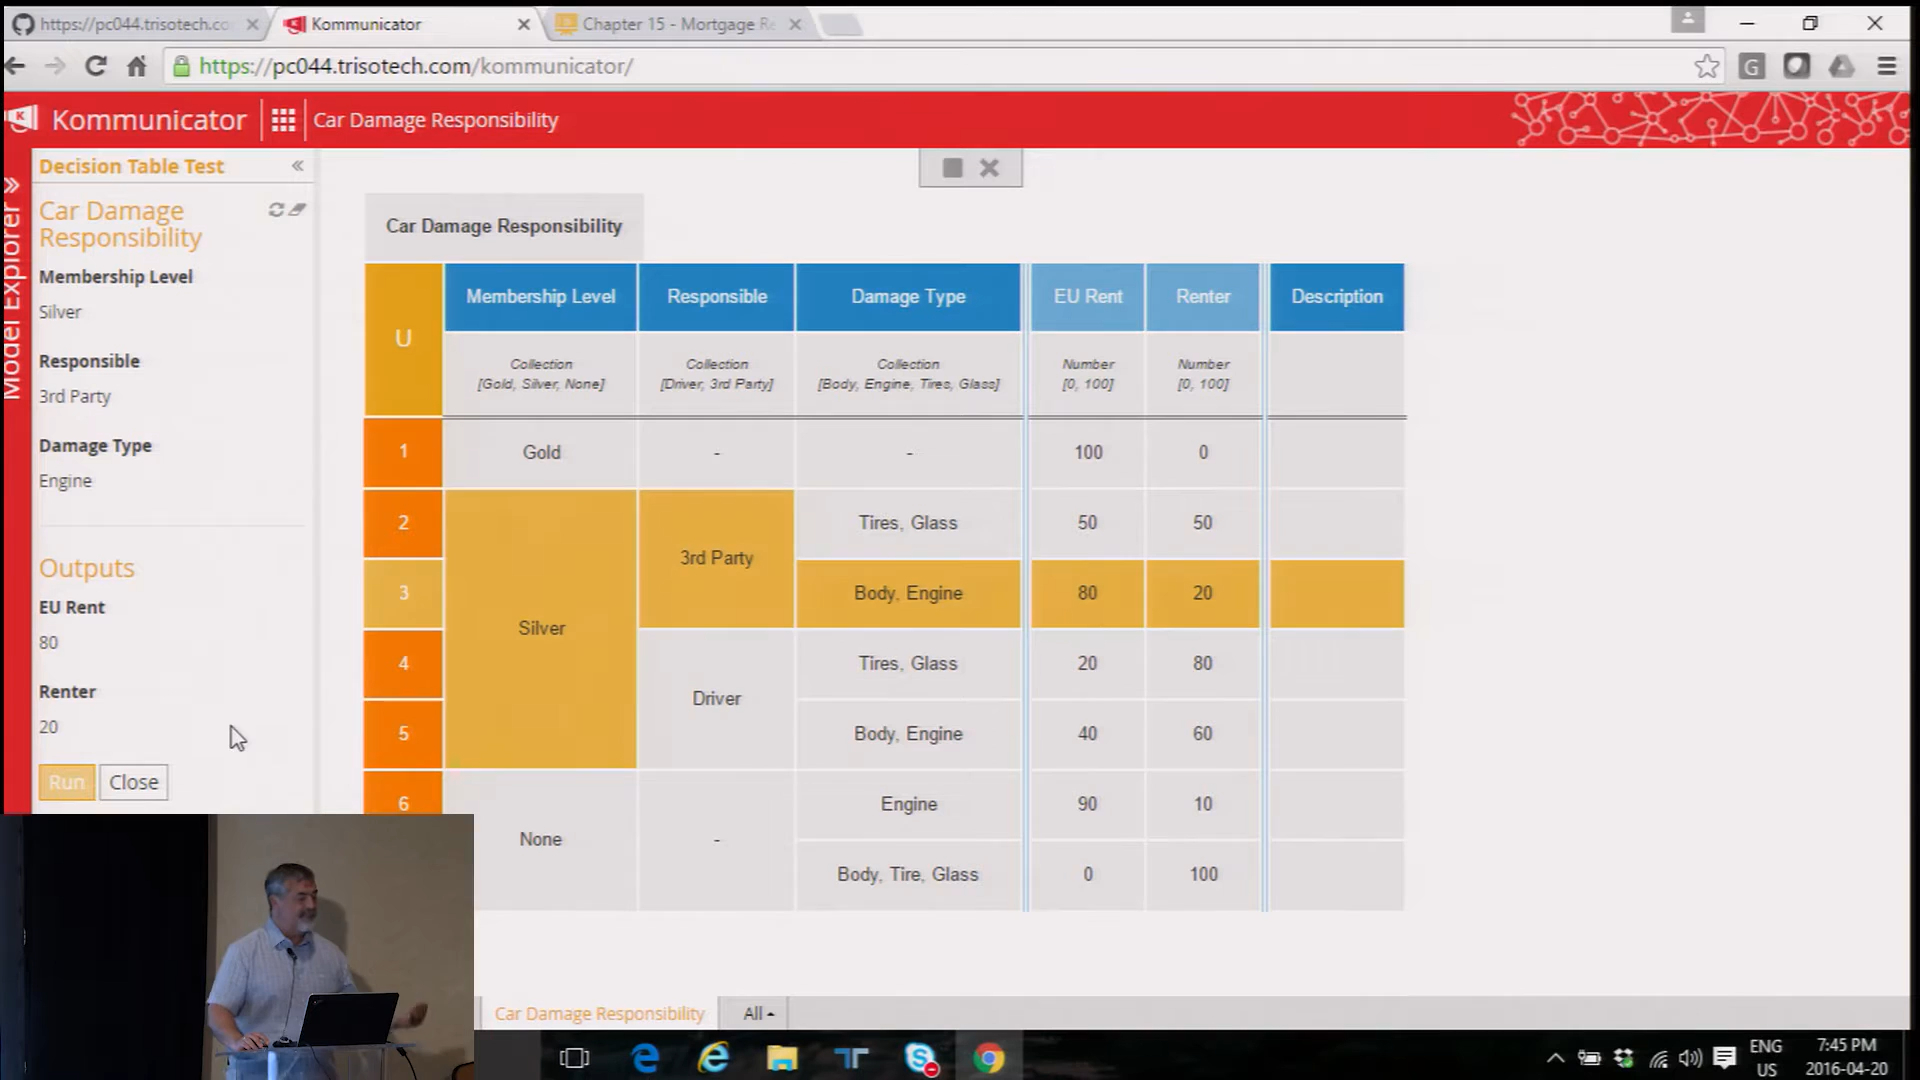 https://pc044.trisotech.co
Kommunicator
Chapter 15 - Mortgage Re
https://pc044.trisotech.com/kommunicator/
G
K
Kommunicator
Car Damage Responsibility
Model Explorer »
Decision Table Test «
Car Damage
Responsibility
Membership Level
Silver
Responsible
3rd Party
Damage Type
Engine
Outputs
EU Rent
80
Renter
20
Run Close
Car Damage Responsibility
U Membership Level Responsible Damage Type EU Rent Renter Description
Collection Collection Collection Number Number
[Gold, Silver, None] [Driver, 3rd Party] [Body, Engine, Tires, Glass] [0, 100] [0, 100]
1 Gold - - 100 0
2 Silver 3rd Party Tires, Glass 50 50
3 Body, Engine 80 20
4 Driver Tires, Glass 20 80
5 Body, Engine 40 60
6 None - Engine 90 10
Body, Tire, Glass 0 100
Car Damage Responsibility All
ENG
US
7:45 PM
2016-04-20